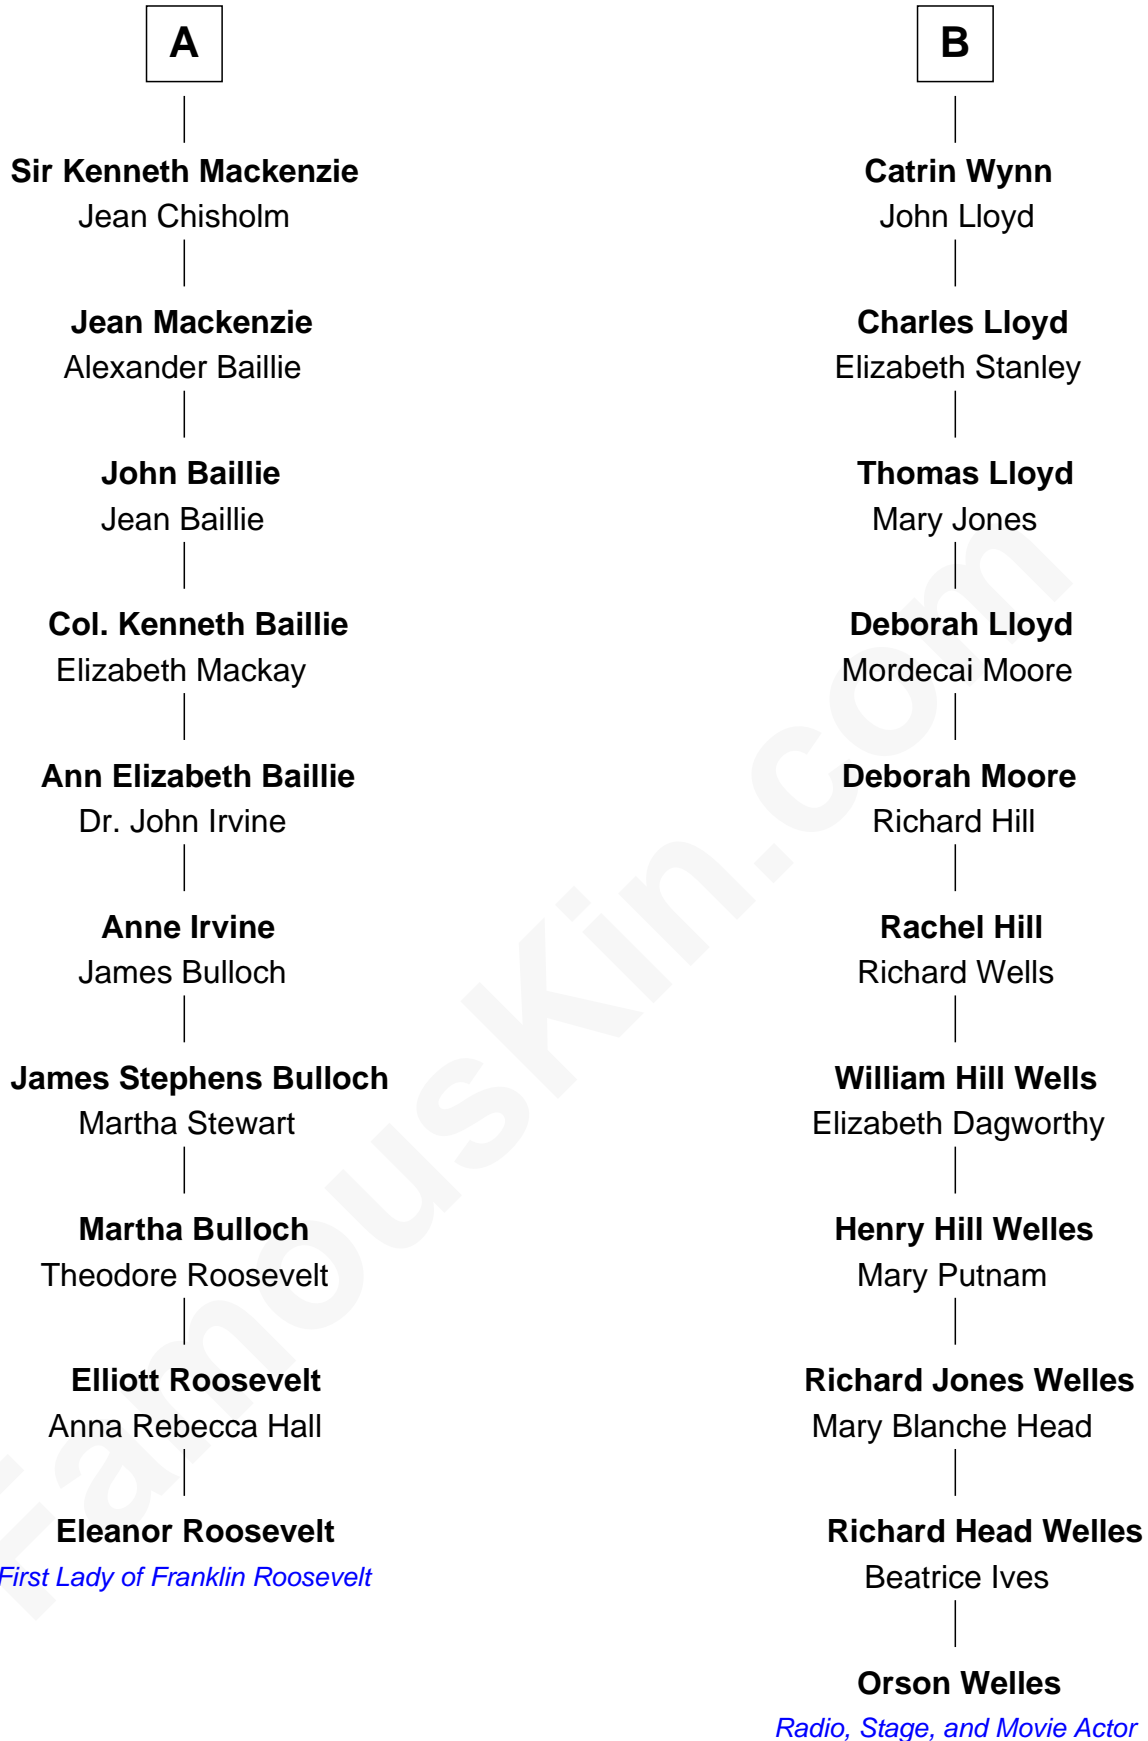 A
Sir Kenneth Mackenzie
Jean Chisholm
Jean Mackenzie
Alexander Baillie
John Baillie
Jean Baillie
Col. Kenneth Baillie
Elizabeth Mackay
Ann Elizabeth Baillie
Dr. John Irvine
Anne Irvine
James Bulloch
James Stephens Bulloch
Martha Stewart
Martha Bulloch
Theodore Roosevelt
Elliott Roosevelt
Anna Rebecca Hall
Eleanor Roosevelt
First Lady of Franklin Roosevelt
B
Catrin Wynn
John Lloyd
Charles Lloyd
Elizabeth Stanley
Thomas Lloyd
Mary Jones
Deborah Lloyd
Mordecai Moore
Deborah Moore
Richard Hill
Rachel Hill
Richard Wells
William Hill Wells
Elizabeth Dagworthy
Henry Hill Welles
Mary Putnam
Richard Jones Welles
Mary Blanche Head
Richard Head Welles
Beatrice Ives
Orson Welles
Radio, Stage, and Movie Actor
FamousKin.com